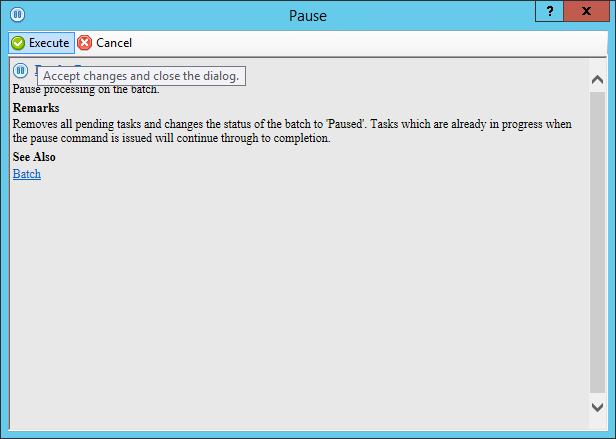 Pause
?
X
Execute
Cancel
Accept changes and close the dialog.
Pause processing on the batch.
Remarks
Removes all pending tasks and changes the status of the batch to 'Paused'. Tasks which are already in progress when
the pause command is issued will continue through to completion.
See Also
Batch